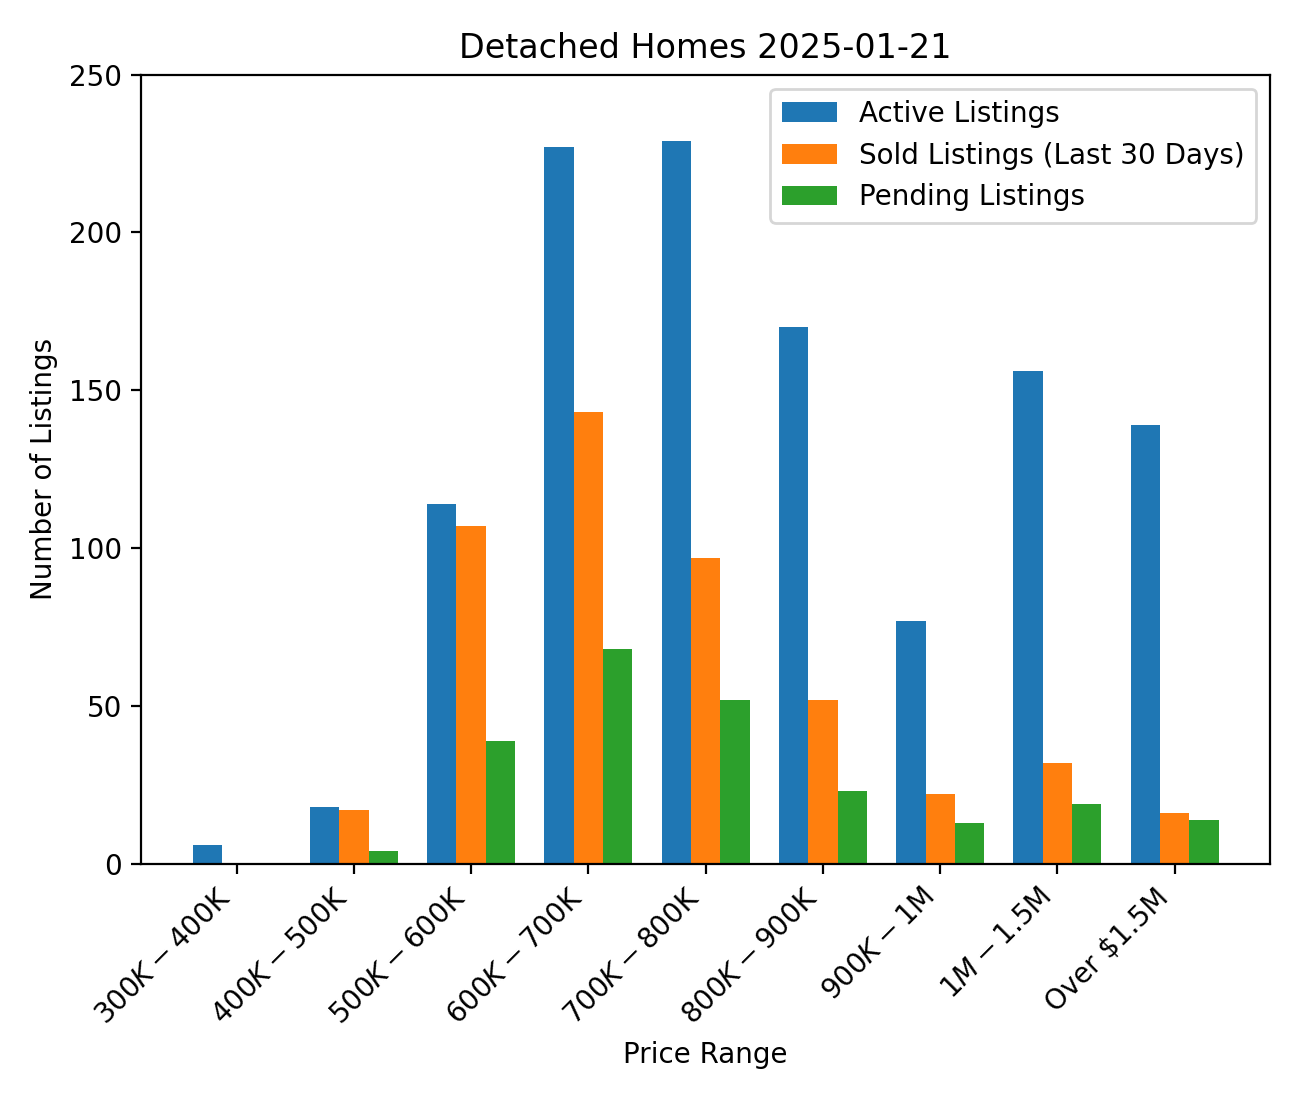 Detached Homes 2025-01-21
250
200
150
100
50
0
Number of Listings
Active Listings
Sold Listings (Last 30 Days)
Pending Listings
300K − 400K
400K − 500K
500K − 600K
600K − 700K
700K − 800K
800K − 900K
900K − 1M
1M − 1.5M
Over $1.5M
Price Range